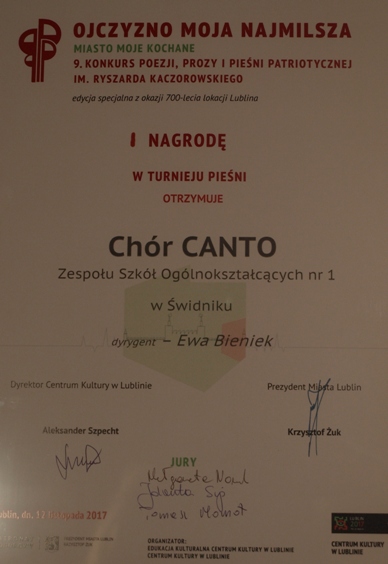 OJCZYZNO MOJA NAJMILSZA
MIASTO MOJE KOCHANE
9. KONKURS POEZJI, PROZY I PIEŚNI PATRIOTYCZNEJ
IM. RYSZARDA KACZOROWSKIEGO
edycja specjalna z okazji 700-lecia lokacji Lublina
I NAGRODĘ
W TURNIEJU PIEŚNI
OTRZYMUJE
Chór CANTO
Zespołu Szkół Ogólnokształcących nr 1
w Świdniku
dyrygent – Ewa Bieniek
Dyrektor Centrum Kultury w Lublinie
Aleksander Szpecht
Prezydent Miasta Lublin
Krzysztof Żuk
JURY
Jolanta
2017
ORGANIZATOR:
EDUKACJA KULTURALNA CENTRUM KULTURY W LUBLINIE
CENTRUM KULTURY W LUBLINIE
CENTRUM KULTURY
W LUBLINIE